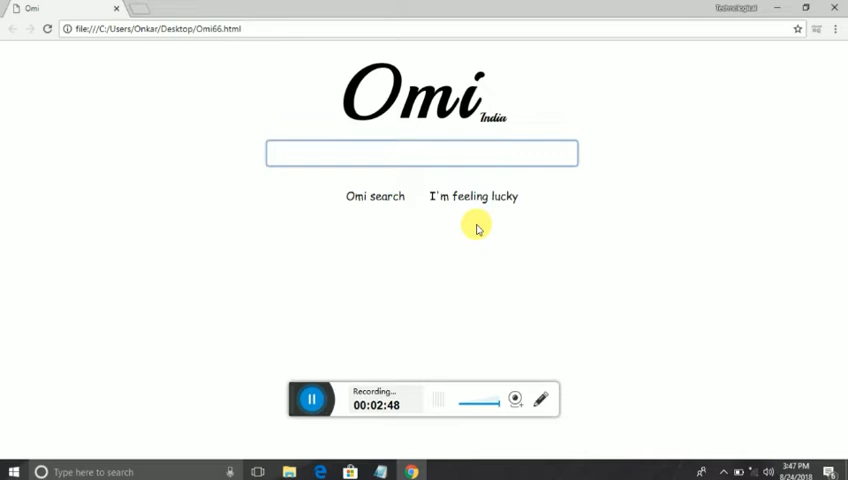 Omi
Technological
file:///C:/Users/Onkar/Desktop/Omi66.html
Omi
India
Omi search
I'm feeling lucky
Recording...
00:02:48
Type here to search
3:47 PM
8/24/2018